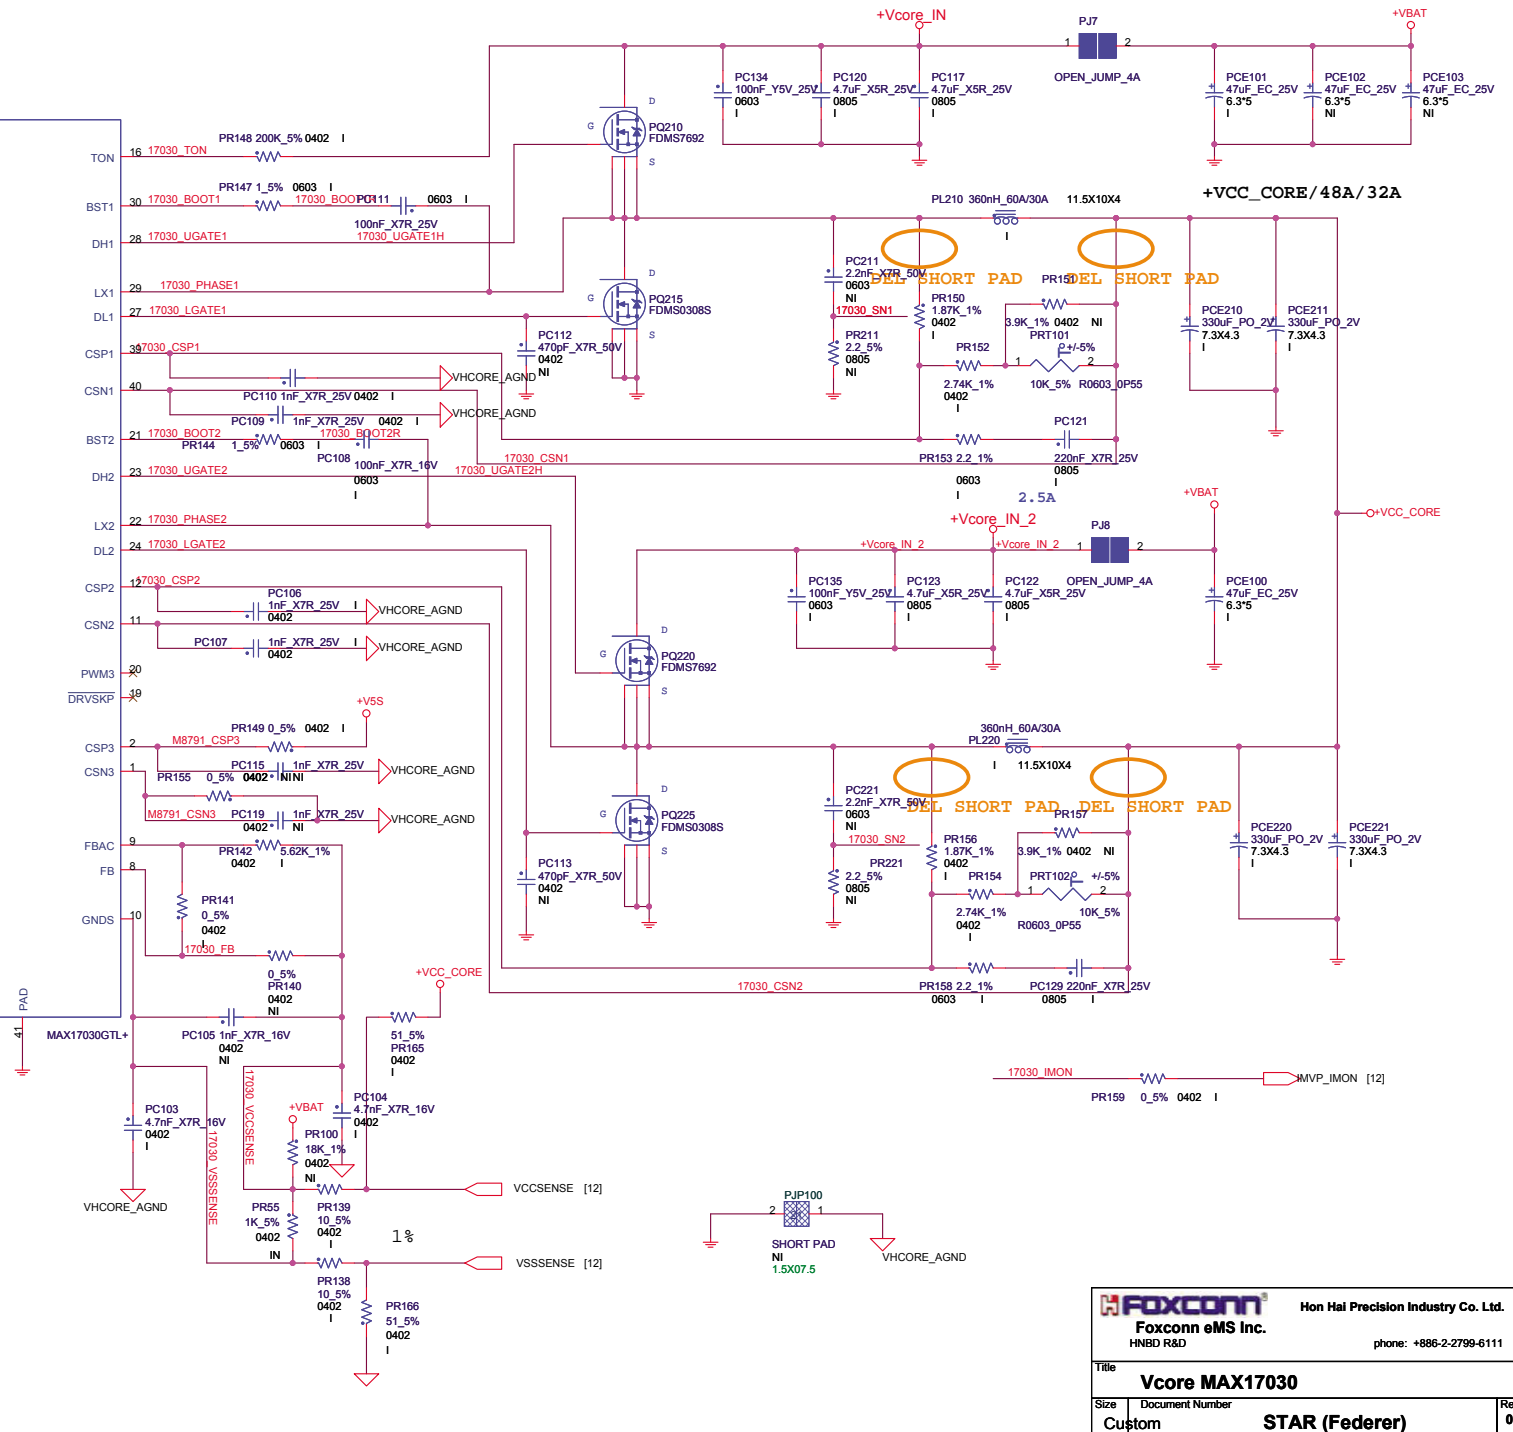 +Vcore_IN
PJ7
+VBAT
1
2
OPEN_JUMP_4A
PC134
100nF_Y5V_25V
0603
I
PC120
4.7uF_X5R_25V
0805
I
PC117
4.7uF_X5R_25V
0805
I
PCE101
47uF_EC_25V
6.3*5
I
PCE102
47uF_EC_25V
6.3*5
NI
PCE103
47uF_EC_25V
6.3*5
NI
D
G
PQ210
FDMS7692
S
TON
16
17030_TON
PR148 200K_5% 0402 I
PR147 1_5% 0603 I
BST1
30
17030_BOOT1
17030_BOOT1R
PC111
0603 I
100nF_X7R_25V
DH1
28
17030_UGATE1
17030_UGATE1H
LX1
29
17030_PHASE1
DL1
27
17030_LGATE1
CSP1
39
17030_CSP1
CSN1
40
PC110 1nF_X7R_25V 0402 I
VHCORE_AGND
PC109 1nF_X7R_25V 0402 I
VHCORE_AGND
BST2
21
17030_BOOT2
PR144 1_5% 0603 I
17030_BOOT2R
PC108
100nF_X7R_16V
0603
I
DH2
23
17030_UGATE2
17030_UGATE2H
LX2
22
17030_PHASE2
DL2
24
17030_LGATE2
CSP2
12
17030_CSP2
CSN2
11
PC106
1nF_X7R_25V I
0402
VHCORE_AGND
PC107
1nF_X7R_25V I
0402
VHCORE_AGND
PWM3
20
DRVSKP
19
+V5S
PR149 0_5% 0402 I
CSP3
2
M8791_CSP3
CSN3
1
PC115 1nF_X7R_25V
0402 NI
VHCORE_AGND
PR155 0_5% 0402 NI
M8791_CSN3
PC119 1nF_X7R_25V
0402 NI
VHCORE_AGND
FBAC
9
PR142 5.62K_1%
0402 I
FB
8
PR141
0_5%
0402
I
GNDS
10
17030_FB
0_5%
PR140
0402
NI
PAD
41
MAX17030GTL+
PC105 1nF_X7R_16V
0402
NI
+VCC_CORE
51_5%
PR165
0402
I
PC103
4.7nF_X7R_16V
0402
I
VHCORE_AGND
17030_VSSSENSE
17030_VCCSENSE
+VBAT
PR100
18K_1%
0402
NI
PC104
4.7nF_X7R_16V
0402
I
PR139
10_5%
0402
I
VCCSENSE [12]
PR55
1K_5%
0402
IN
1%
VSSSENSE [12]
PR138
10_5%
0402
I
PR166
51_5%
0402
I
D
G
PQ215
FDMS0308S
S
PC112
470pF_X7R_50V
0402
NI
+VCC_CORE/48A/32A
PL210 360nH_60A/30A 11.5X10X4
I
DEL SHORT PAD
DEL SHORT PAD
PC211
2.2nF_X7R_50V
0603
NI
17030_SN1
PR211
2.2_5%
0805
NI
PR150
1.87K_1%
0402
I
PR151
3.9K_1% 0402 NI
PR152
2.74K_1%
0402
I
PRT101
+/-5%
1
2
10K_5% R0603_0P55
PC121
220nF_X7R_25V
0805
I
PR153 2.2_1%
0603
I
17030_CSN1
PCE210
330uF_PO_2V
7.3X4.3
I
PCE211
330uF_PO_2V
7.3X4.3
I
2.5A
+Vcore_IN_2
+Vcore_IN_2
+Vcore_IN_2
PJ8
1
2
OPEN_JUMP_4A
+VBAT
+VCC_CORE
PC135
100nF_Y5V_25V
0603
I
PC123
4.7uF_X5R_25V
0805
I
PC122
4.7uF_X5R_25V
0805
I
PCE100
47uF_EC_25V
6.3*5
I
D
G
PQ220
FDMS7692
S
360nH_60A/30A
PL220
I 11.5X10X4
DEL SHORT PAD
DEL SHORT PAD
D
G
PQ225
FDMS0308S
S
PC113
470pF_X7R_50V
0402
NI
PC221
2.2nF_X7R_50V
0603
NI
17030_SN2
PR221
2.2_5%
0805
NI
PR156
1.87K_1%
0402
I
PR157
3.9K_1% 0402 NI
PR154
2.74K_1%
0402
I
PRT102
+/-5%
1
2
10K_5%
R0603_0P55
17030_CSN2
PR158 2.2_1%
0603 I
PC129 220nF_X7R_25V
0805 I
PCE220
330uF_PO_2V
7.3X4.3
I
PCE221
330uF_PO_2V
7.3X4.3
I
17030_IMON
PR159 0_5% 0402 I
IMVP_IMON [12]
PJP100
2
1
SHORT PAD
NI
1.5X07.5
VHCORE_AGND
FOXCONN
Hon Hai Precision Industry Co. Ltd.
Foxconn eMS Inc.
HNBD R&D
phone: +886-2-2799-6111
Title
Vcore MAX17030
Size
Document Number
Custom
STAR (Federer)